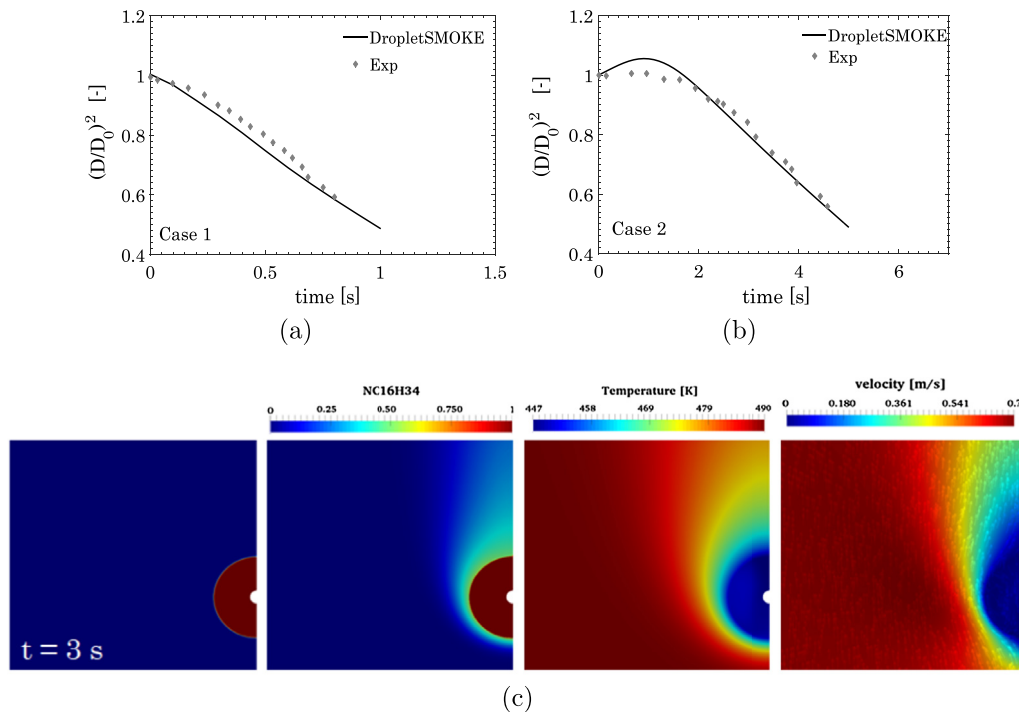 1.2
1
0.8
0.6
0.4
(D/D0)2 [-]
DropletSMOKE
Exp
Case 1
0
0.5
1
1.5
time [s]
(a)
1.2
1
0.8
0.6
0.4
(D/D0)2 [-]
DropletSMOKE
Exp
Case 2
0
2
4
6
time [s]
(b)
NC16H34
0 0.25 0.50 0.750 1
Temperature [K]
447 458 469 479 490
velocity [m/s]
0 0.180 0.361 0.541
t = 3 s
(c)